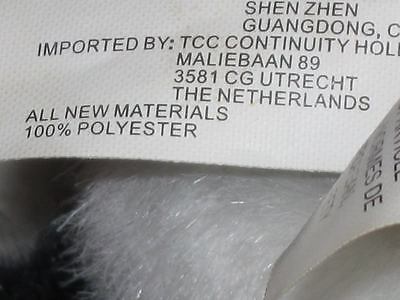 SHEN ZHEN
GUANGDONG, C
IMPORTED BY: TCC CONTINUITY HOL
MALIEBAAN 89
3581 CG UTRECHT
THE NETHERLANDS
ALL NEW MATERIALS
100% POLYESTER